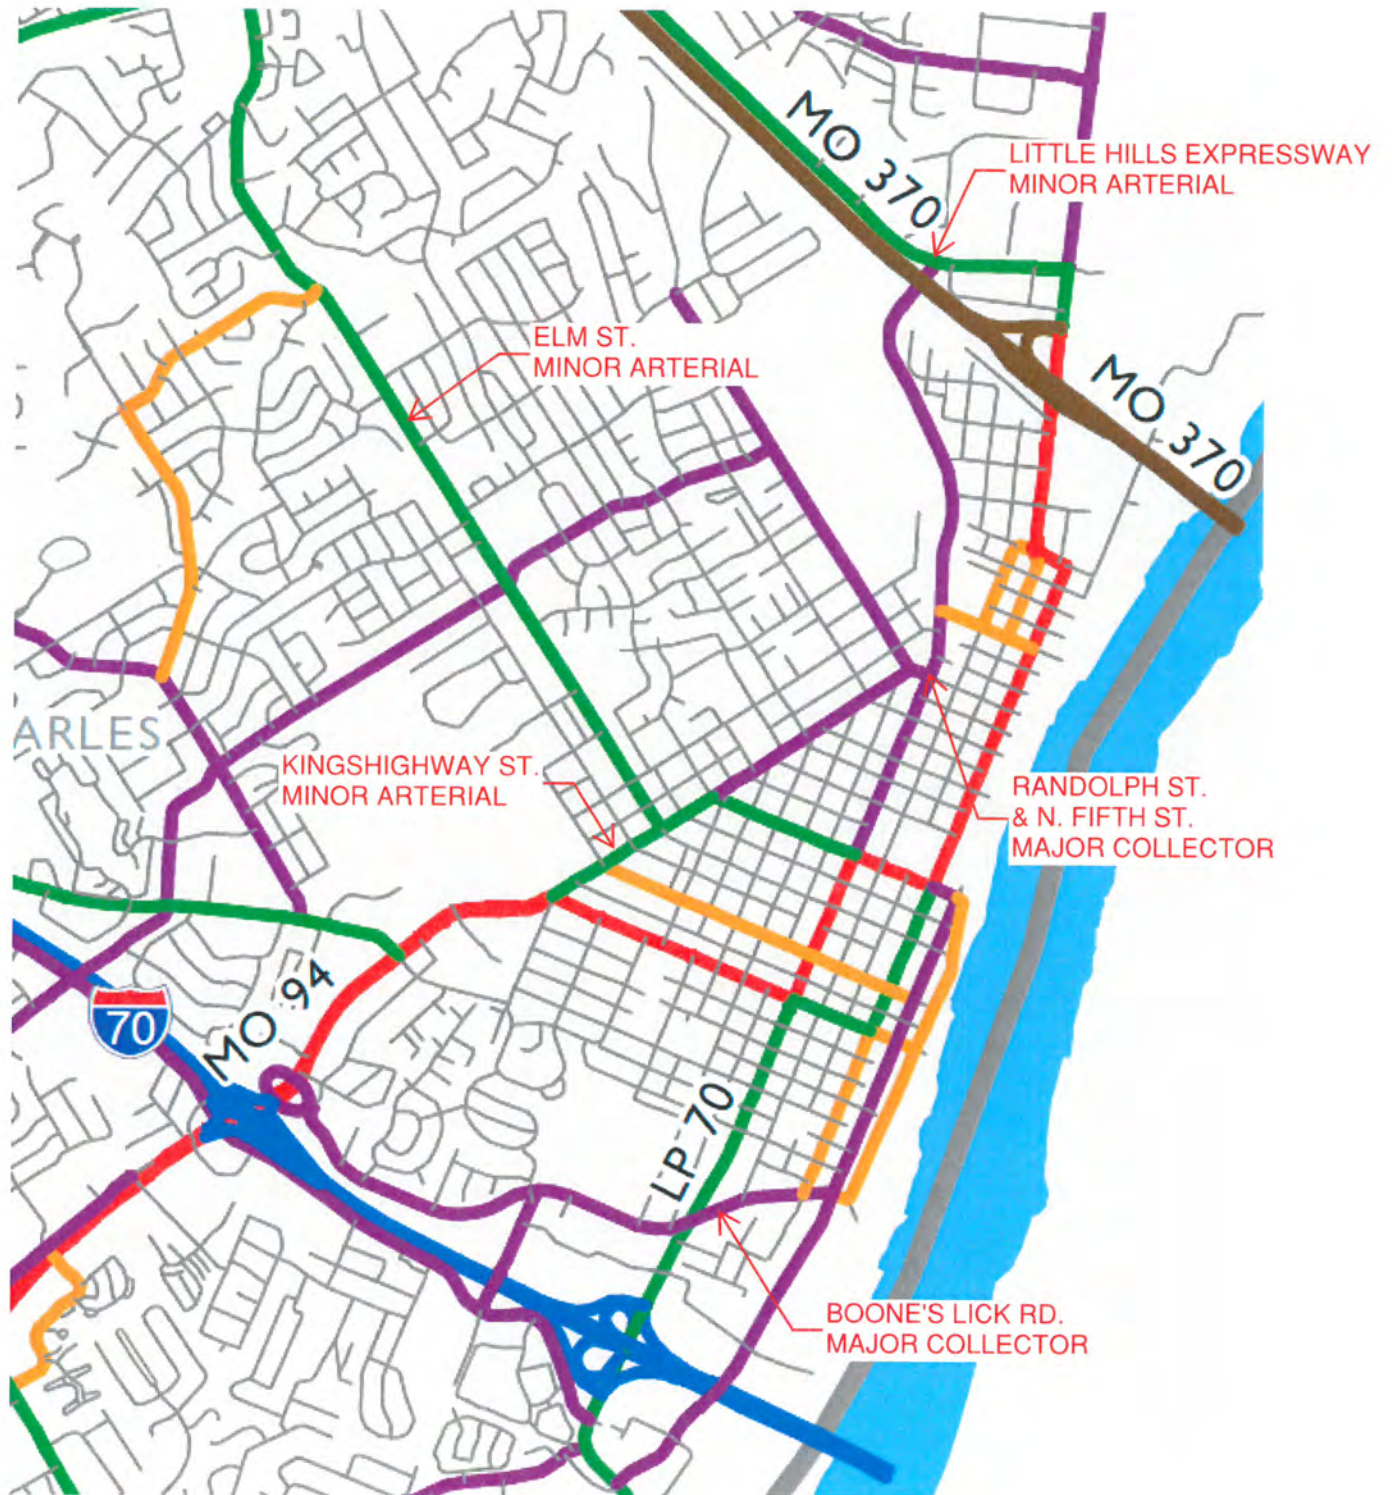 MO 370
LITTLE HILLS EXPRESSWAY
MINOR ARTERIAL
ELM ST.
MINOR ARTERIAL
MO 370
ARLES
KINGSHIGHWAY ST.
MINOR ARTERIAL
RANDOLPH ST.
& N. FIFTH ST.
MAJOR COLLECTOR
MO 94
70
LP 70
BOONE'S LICK RD.
MAJOR COLLECTOR